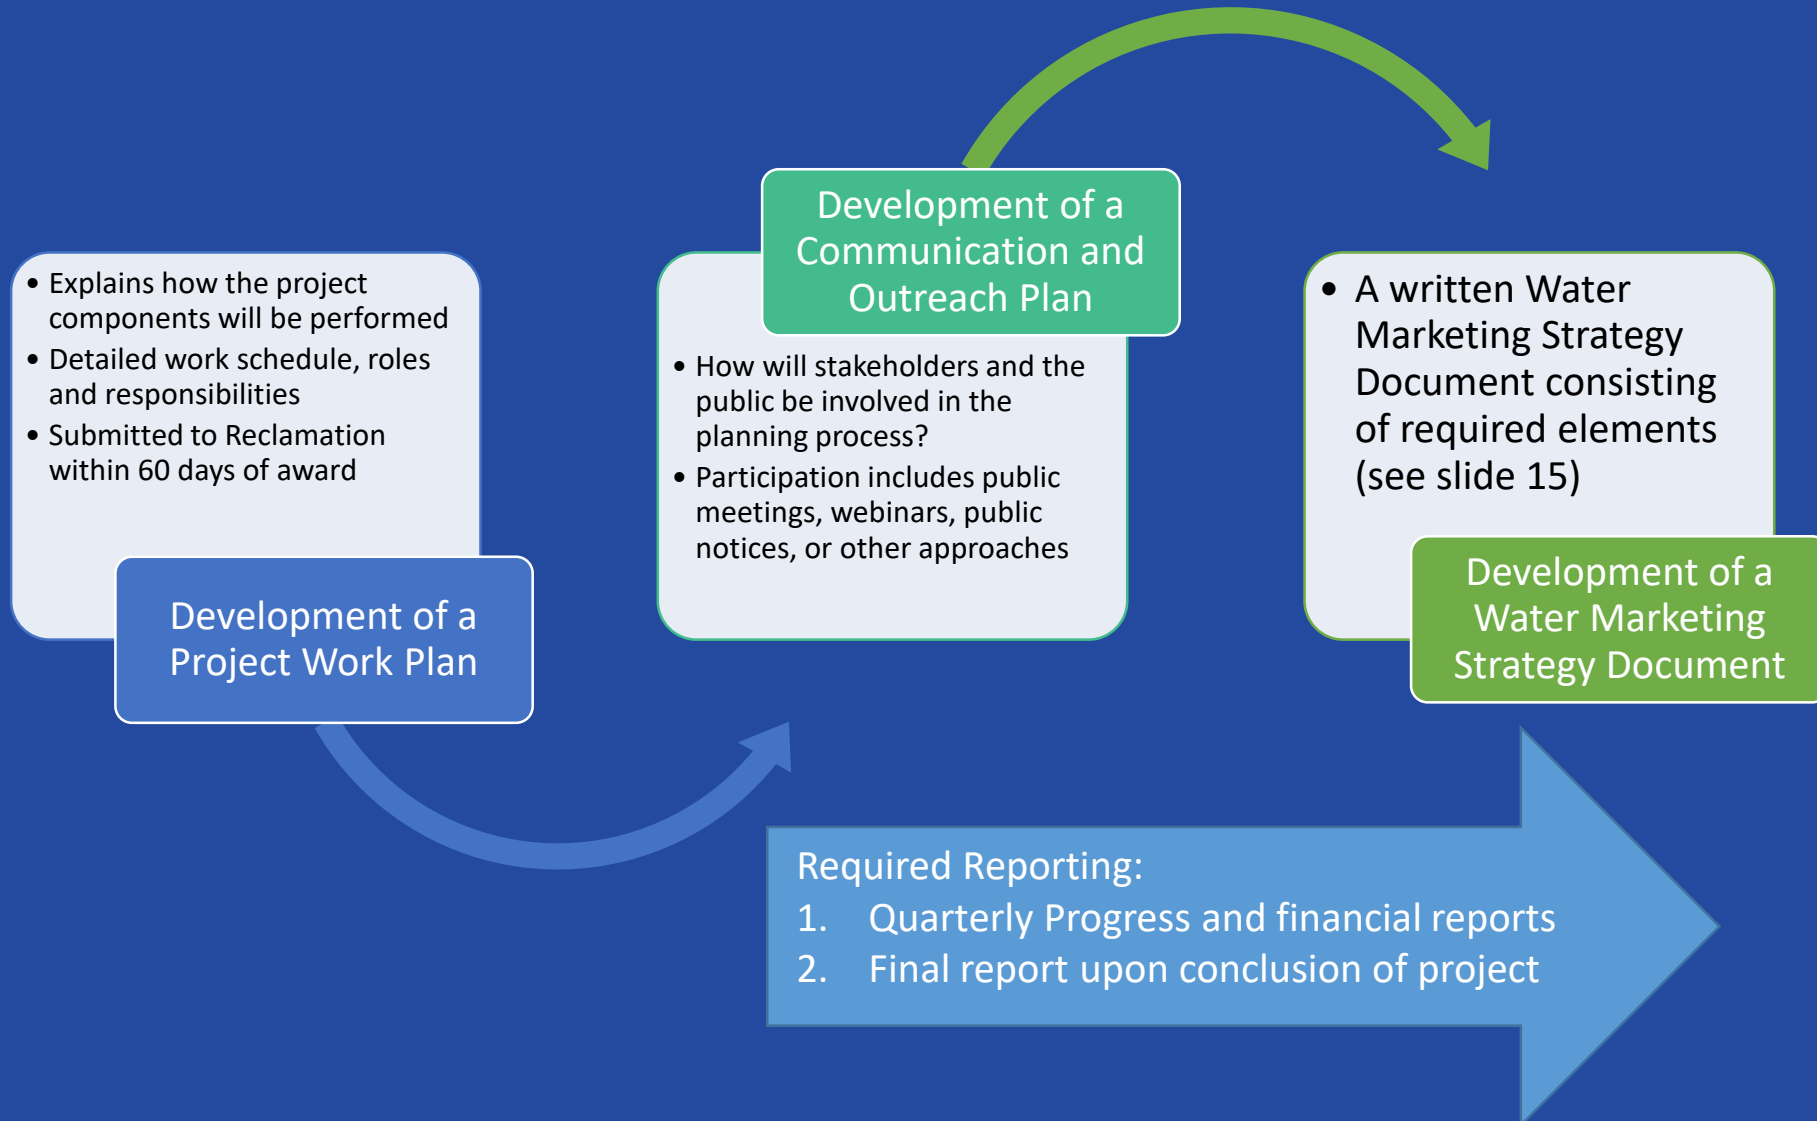 • Explains how the project
components will be performed
• Detailed work schedule, roles
and responsibilities
• Submitted to Reclamation
within 60 days of award
Development of a
Project Work Plan
Development of a
Communication and
Outreach Plan
• How will stakeholders and the
public be involved in the
planning process?
• Participation includes public
meetings, webinars, public
notices, or other approaches
• A written Water
Marketing Strategy
Document consisting
of required elements
(see slide 15)
Development of a
Water Marketing
Strategy Document
Required Reporting:
1. Quarterly Progress and financial reports
2. Final report upon conclusion of project